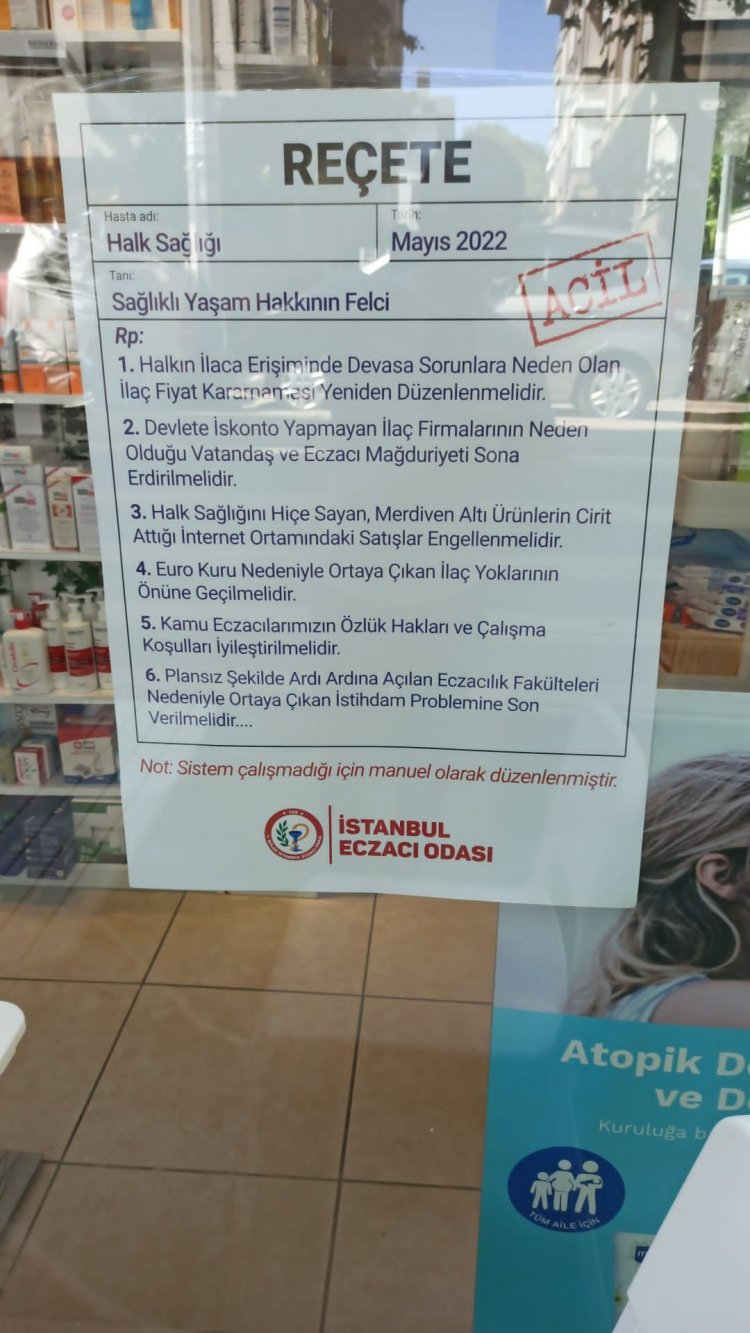 REÇETE
Hasta adı:
Halk Sağlığı
Tarih:
Mayıs 2022
Tanı:
Sağlıklı Yaşam Hakkının Felci
ACİL
Rp:
1. Halkın İlaca Erişiminde Devasa Sorunlara Neden Olan
İlaç Fiyat Kararnamesi Yeniden Düzenlenmelidir.
2. Devlete İskonto Yapmayan İlaç Firmalarının Neden
Olduğu Vatandaş ve Eczacı Mağduriyeti Sona
Erdirilmelidir.
3. Halk Sağlığını Hiçe Sayan, Merdiven Altı Ürünlerin Cirit
Attığı İnternet Ortamındaki Satışlar Engellenmelidir.
4. Euro Kuru Nedeniyle Ortaya Çıkan İlaç Yoklarının
Önüne Geçilmelidir.
5. Kamu Eczacılarımızın Özlük Hakları ve Çalışma
Koşulları İyileştirilmelidir.
6. Plansız Şekilde Ardı Ardına Açılan Eczacılık Fakülteleri
Nedeniyle Ortaya Çıkan İstihdam Problemine Son
Verilmelidir....
Not: Sistem çalışmadığı için manuel olarak düzenlenmiştir.
İSTANBUL
ECZACI ODASI
Atopik D
ve D
Kuruluğa b
TÜM AİLE İÇİN